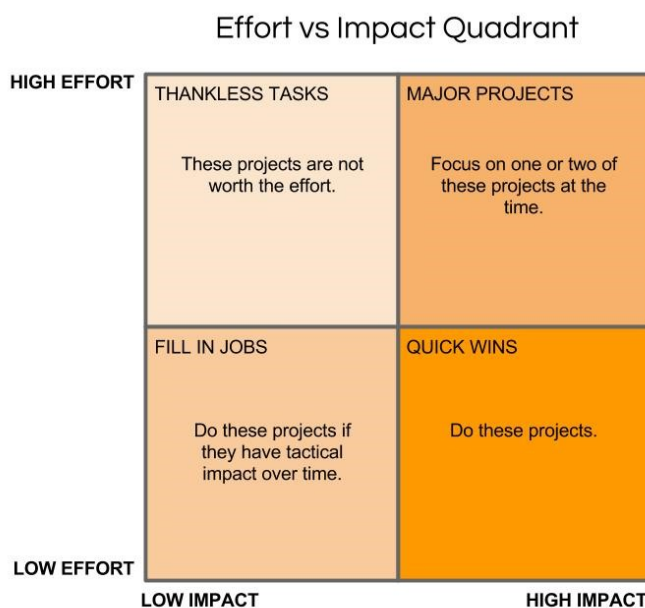 Effort vs Impact Quadrant
HIGH EFFORT
THANKLESS TASKS
These projects are not
worth the effort.
MAJOR PROJECTS
Focus on one or two of
these projects at the
time.
FILL IN JOBS
Do these projects if
they have tactical
impact over time.
QUICK WINS
Do these projects.
LOW EFFORT
LOW IMPACT
HIGH IMPACT